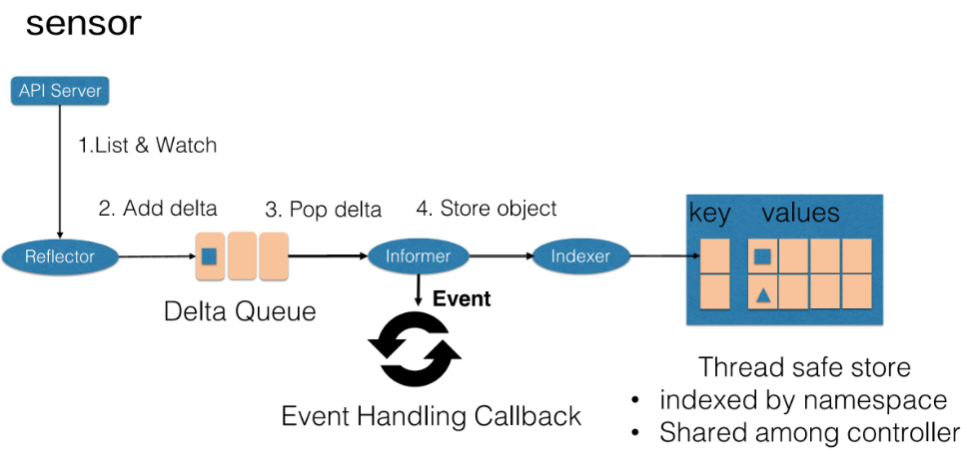 sensor
API Server
1.List & Watch
2. Add delta
3. Pop delta
4. Store object
key
values
Reflector
Informer
Indexer
Delta Queue
Event
Event Handling Callback
Thread safe store
• indexed by namespace
• Shared among controller